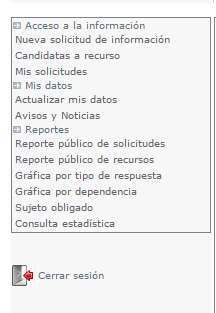 Acceso a la información
Nueva solicitud de información
Candidatas a recurso
Mis solicitudes
Mis datos
Actualizar mis datos
Avisos y Noticias
Reportes
Reporte público de solicitudes
Reporte público de recursos
Gráfica por tipo de respuesta
Gráfica por dependencia
Sujeto obligado
Consulta estadística
Cerrar sesión